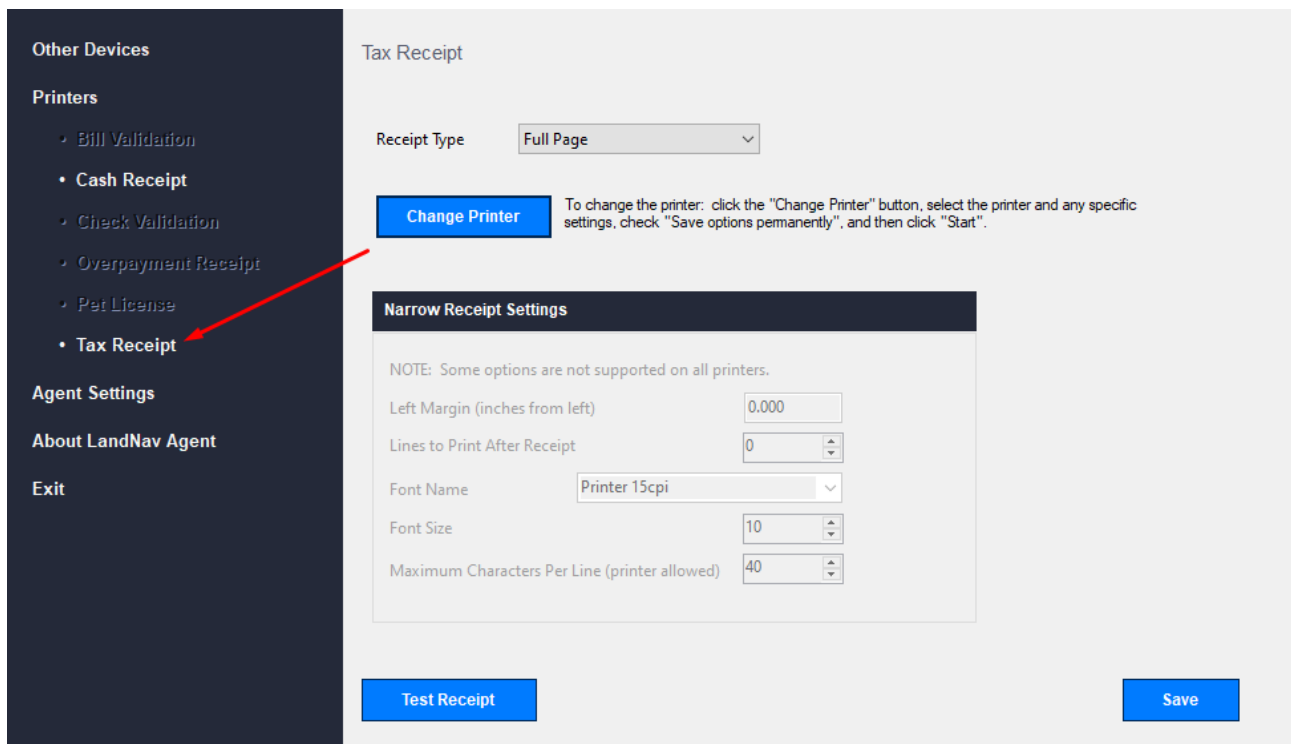 Other Devices
Printers
• Bill Validation
• Cash Receipt
• Check Validation
• Overpayment Receipt
• Pet License
• Tax Receipt
Agent Settings
About LandNav Agent
Exit
Tax Receipt
Receipt Type Full Page
Change Printer
To change the printer: click the "Change Printer" button, select the printer and any specific
settings, check "Save options permanently", and then click "Start".
Narrow Receipt Settings
NOTE: Some options are not supported on all printers.
Left Margin (inches from left) 0.000
Lines to Print After Receipt 0
Font Name Printer 15cpi
Font Size 10
Maximum Characters Per Line (printer allowed) 40
Test Receipt Save